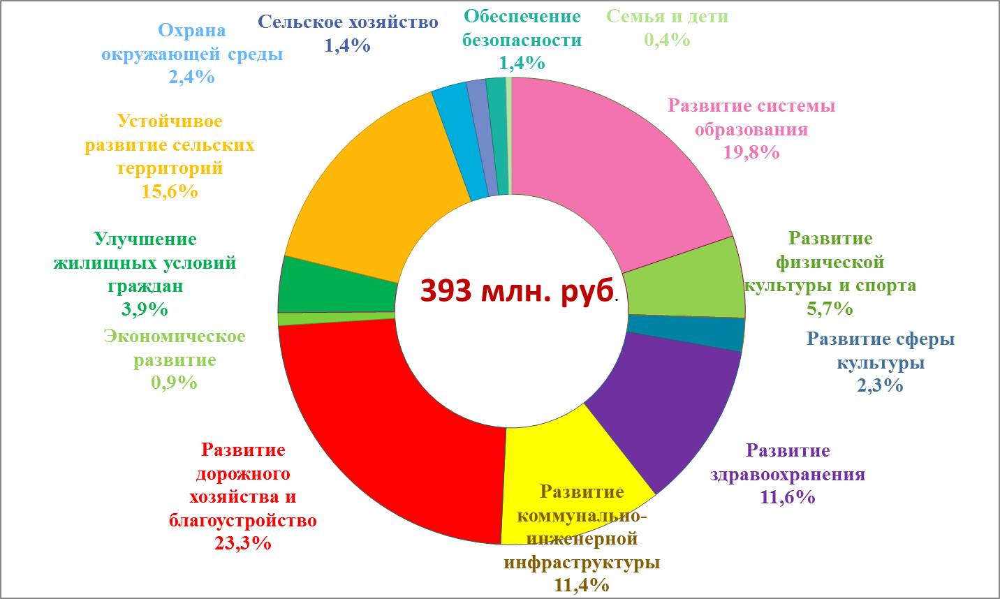 Охрана
окружающей среды
2,4%
Сельское хозяйство
1,4%
Обеспечение
безопасности
1,4%
Семья и дети
0,4%
Развитие системы
образования
19,8%
Устойчивое
развитие сельских
территорий
15,6%
Развитие
физической
культуры и спорта
5,7%
Улучшение
жилищных условий
граждан
3,9%
393 млн. руб.
Экономическое
развитие
0,9%
Развитие сферы
культуры
2,3%
Развитие
дорожного
хозяйства и
благоустройство
23,3%
Развитие
здравоохранения
11,6%
Развитие
коммунально-
инженерной
инфраструктуры
11,4%